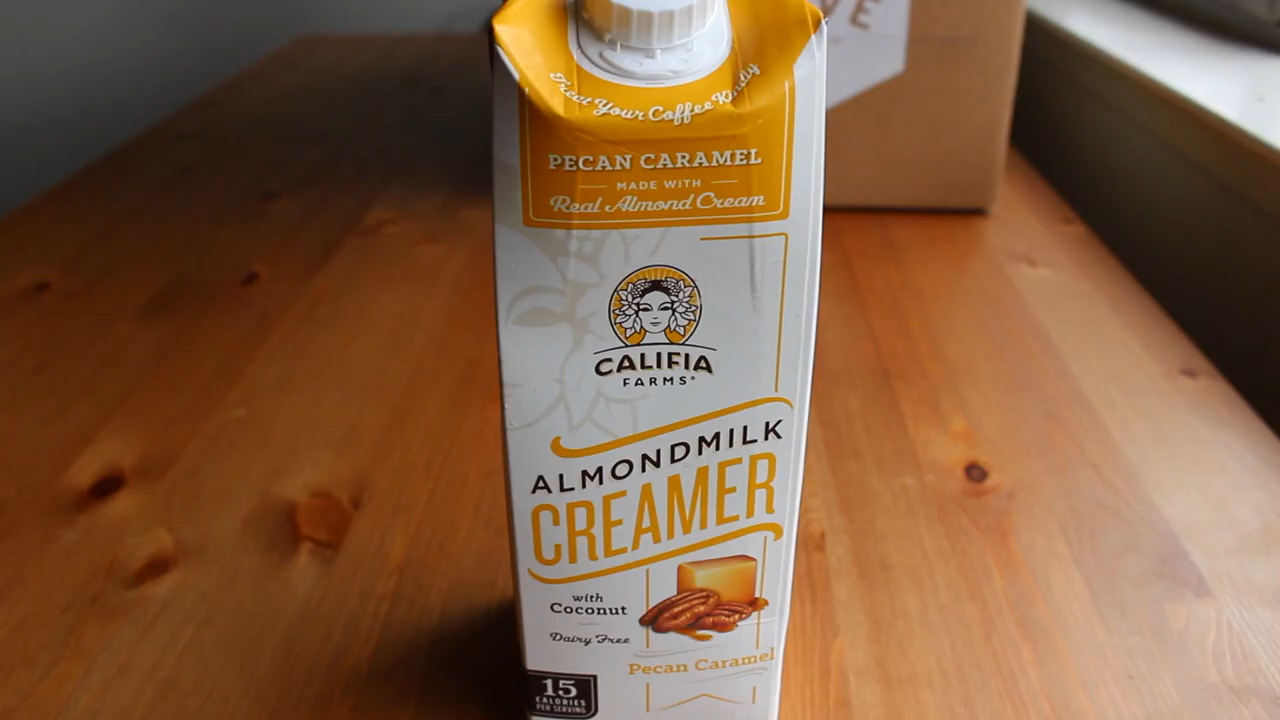 Treat Your Coffee Kindly
PECAN CARAMEL
MADE WITH
Real Almond Cream
CALIFIA
FARMS®
ALMONDMILK
CREAMER
with
Coconut
Dairy Free
Pecan Caramel
15
CALORIES
PER SERVING